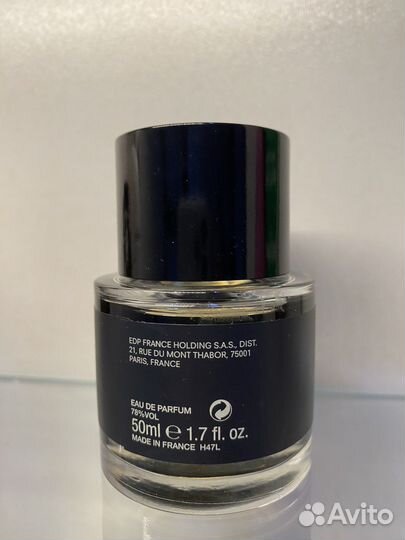 EDP FRANCE HOLDING S.A.S., DIST.
21, RUE DU MONT THABOR, 75001
PARIS, FRANCE
EAU DE PARFUM
78%VOL
50ml e 1.7 fl. oz.
MADE IN FRANCE H47L
Avito